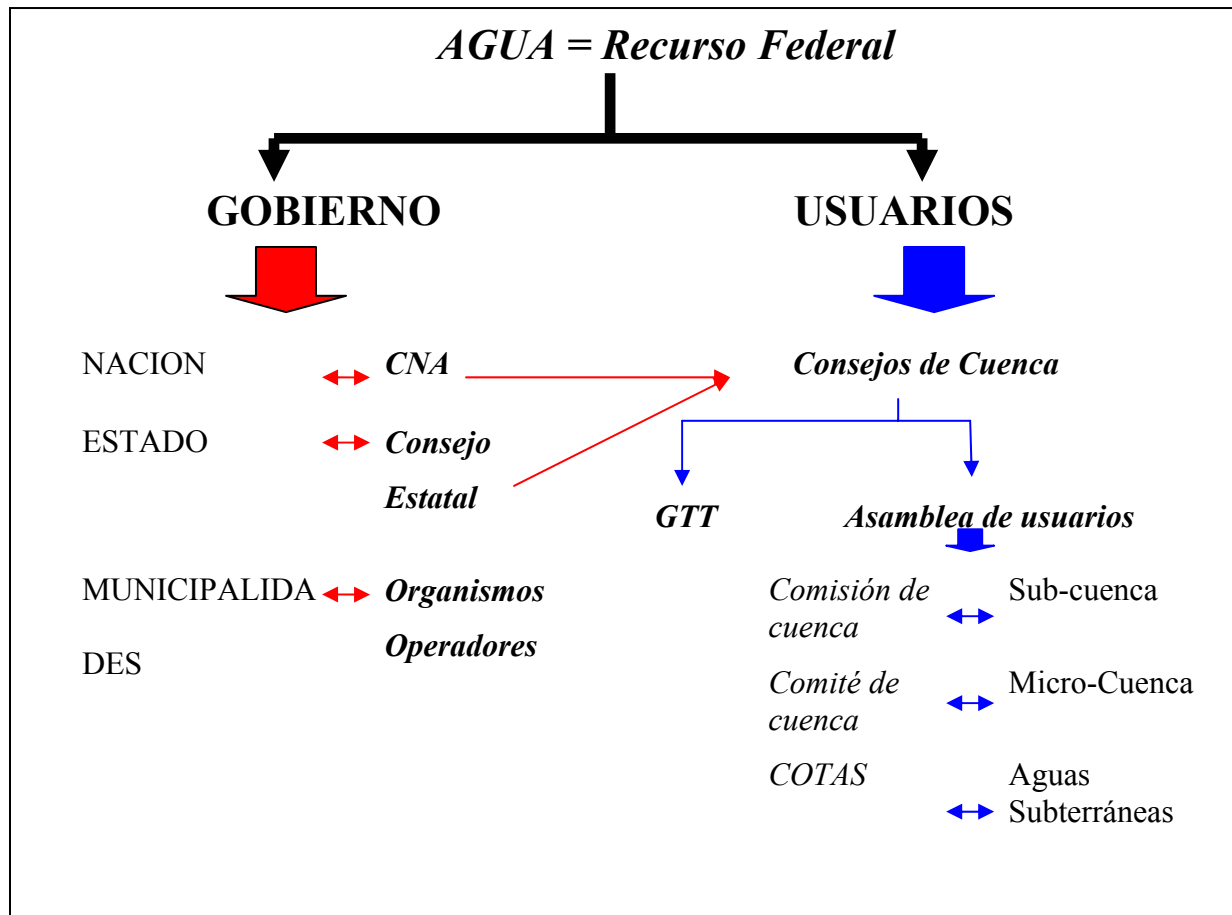 AGUA = Recurso Federal
GOBIERNO
USUARIOS
NACION
CNA
ESTADO
Consejo
Estatal
MUNICIPALIDA
DES
Organismos
Operadores
Consejos de Cuenca
GTT
Asamblea de usuarios
Comisión de
cuenca
Sub-cuenca
Comité de
cuenca
Micro-Cuenca
COTAS
Aguas
Subterráneas